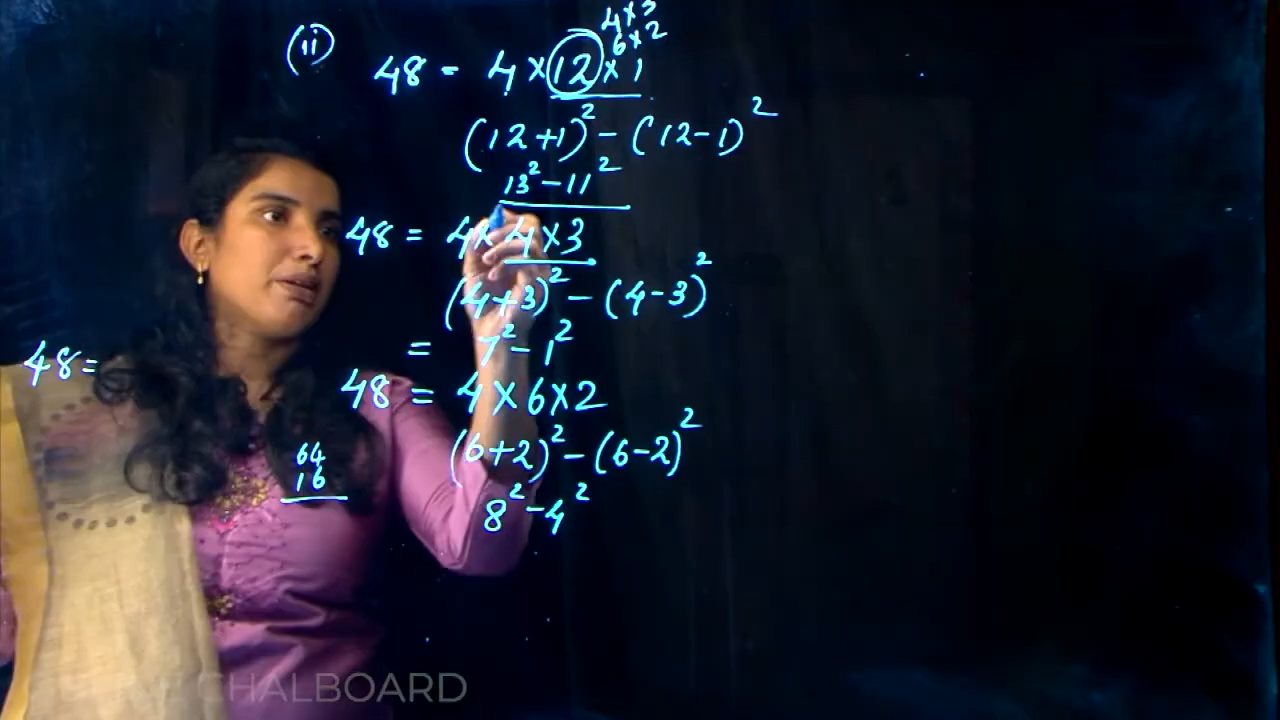 4×3
6×2
(ii) 48 = 4×12×1
(12+1)² - (12-1)²
13² - 11²
48 = 4×4×3
(4+3)² - (4-3)²
= 7² - 1²
48=
48 = 4×6×2
(6+2)² - (6-2)²
64
16
8² - 4²
CHALBOARD